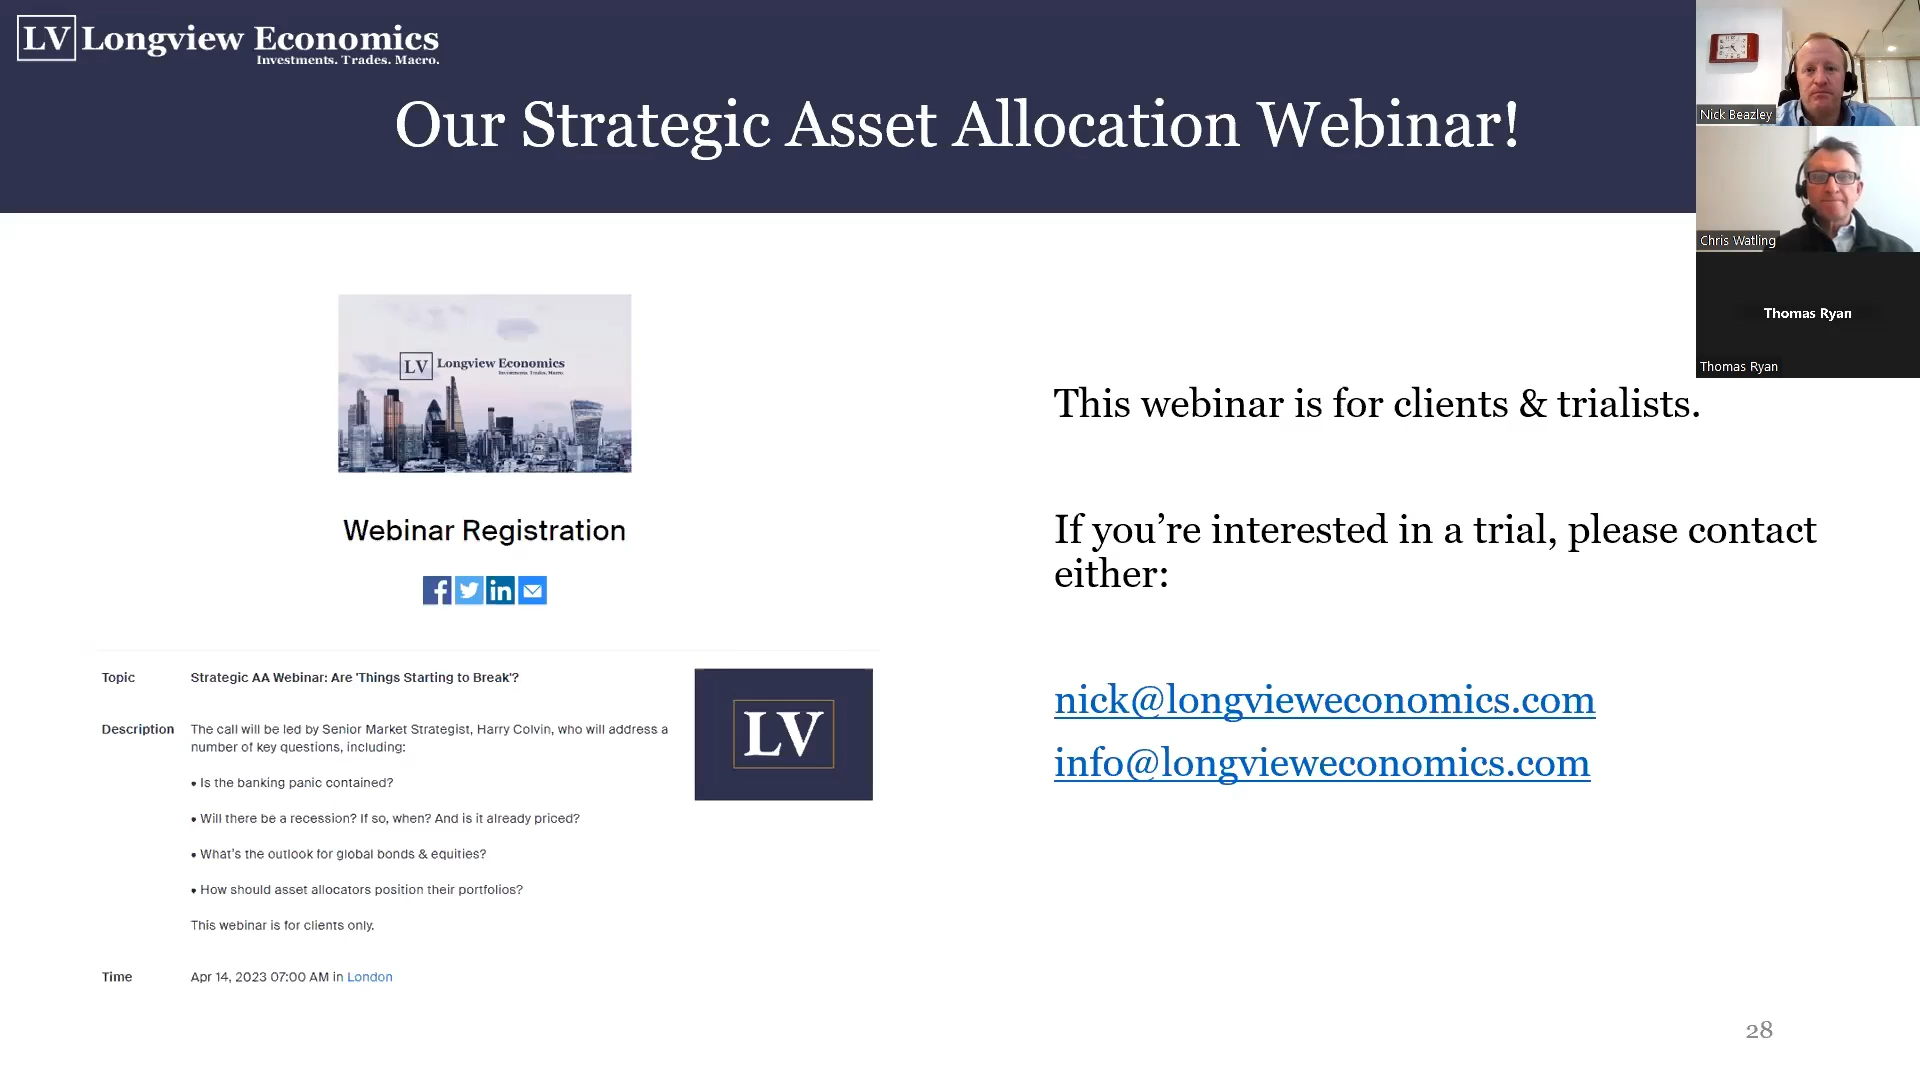 LV Longview Economics
Investments. Trades. Macro.
Our Strategic Asset Allocation Webinar!
Nick Beazley
Chris Watling
Thomas Ryan
Thomas Ryan
LV Longview Economics
Investments. Trades. Macro.
Webinar Registration
Topic Strategic AA Webinar: Are 'Things Starting to Break'?
Description The call will be led by Senior Market Strategist, Harry Colvin, who will address a
number of key questions, including:
• Is the banking panic contained?
• Will there be a recession? If so, when? And is it already priced?
• What's the outlook for global bonds & equities?
• How should asset allocators position their portfolios?
This webinar is for clients only.
Time Apr 14, 2023 07:00 AM in London
LV
This webinar is for clients & trialists.
If you’re interested in a trial, please contact
either:
nick@longvieweconomics.com
info@longvieweconomics.com
28